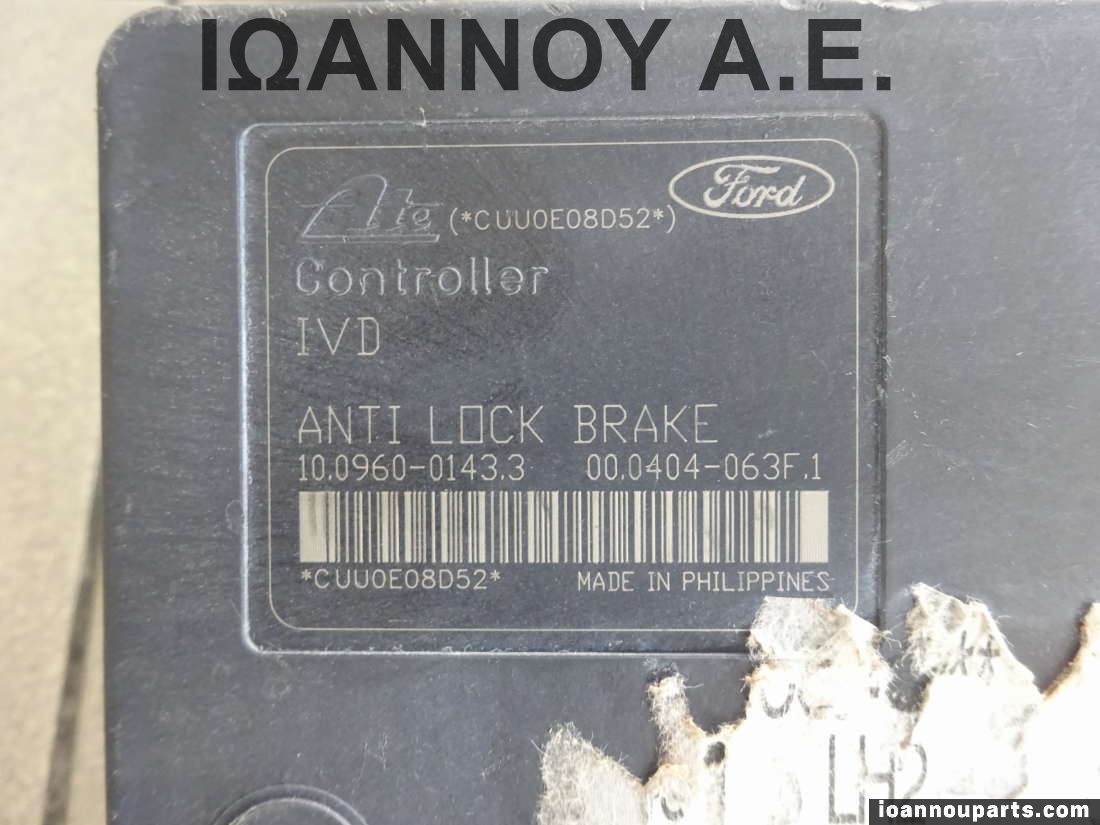 ΙΩΑΝΝΟΥ Α.Ε.
Ate (*CUU0E08D52*) Ford
Controller
IVD
ANTI LOCK BRAKE
10.0960-0143.3 00.0404-063F.1
*CUU0E08D52* MADE IN PHILIPPINES
ioannouparts.com